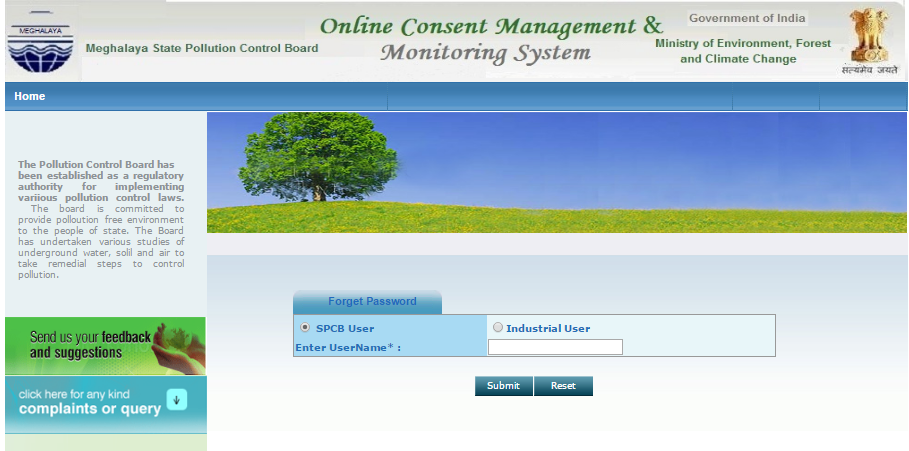 MEGHALAYA
Meghalaya State Pollution Control Board
Online Consent Management &
Monitoring System
Government of India
Ministry of Environment, Forest
and Climate Change
सत्यमेव जयते
Home
The Pollution Control Board has
been established as a regulatory
authority for implementing
variious pollution control laws.
The board is committed to
provide polloution free environment
to the people of state. The Board
has undertaken various studies of
underground water, solil and air to
take remedial steps to control
pollution.
Send us your feedback
and suggestions
click here for any kind
complaints or query
Forget Password
SPCB User
Industrial User
Enter UserName* :
Submit
Reset